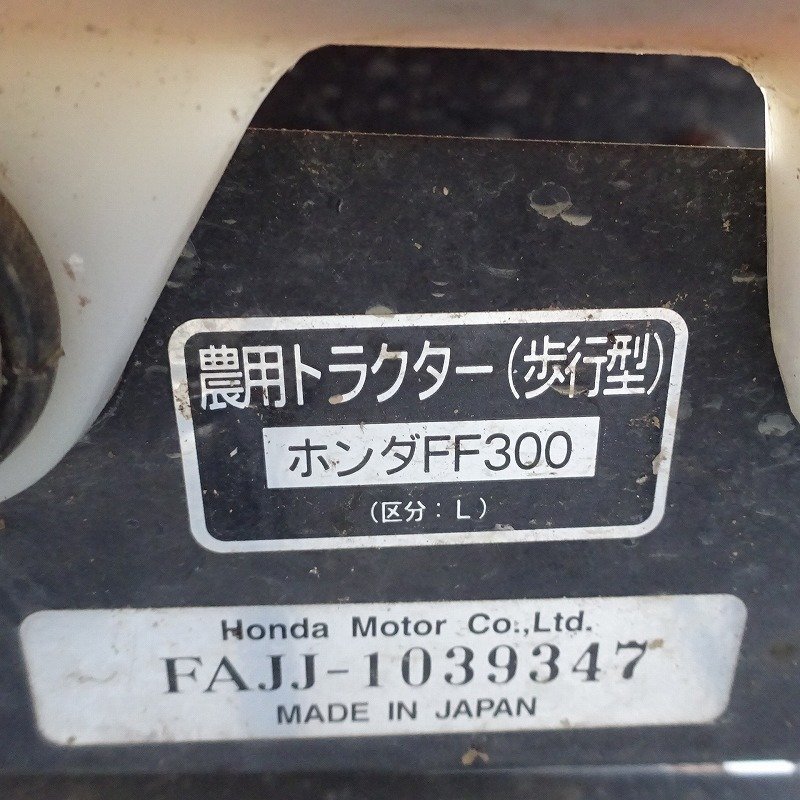 農用トラクター(歩行型)
ホンダFF300
(区分:L)
Honda Motor Co.,Ltd.
FAJJ-1039347
MADE IN JAPAN